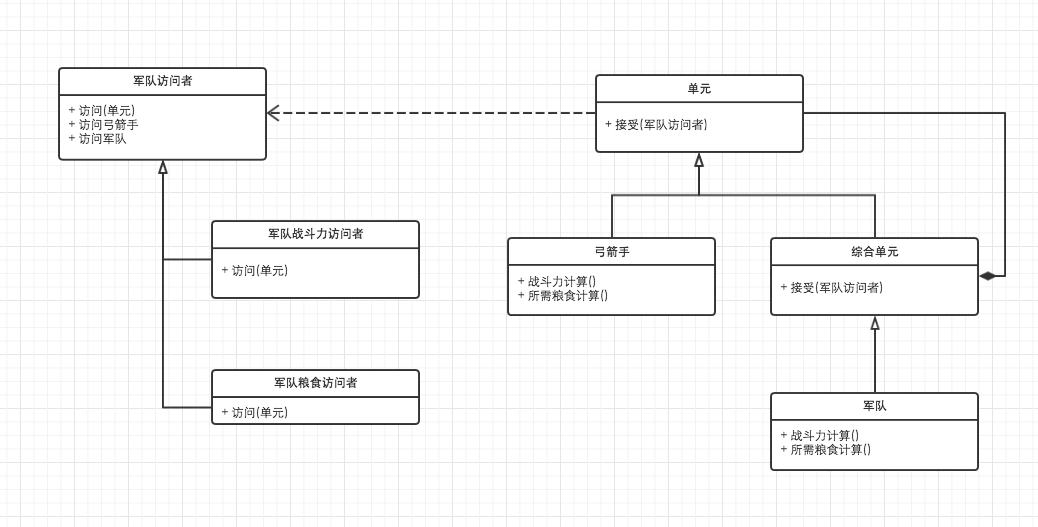 军队访问者
+ 访问(单元)
+ 访问弓箭手
+ 访问军队
单元
+ 接受(军队访问者)
军队战斗力访问者
+ 访问(单元)
弓箭手
+ 战斗力计算()
+ 所需粮食计算()
综合单元
+ 接受(军队访问者)
军队粮食访问者
+ 访问(单元)
军队
+ 战斗力计算()
+ 所需粮食计算()